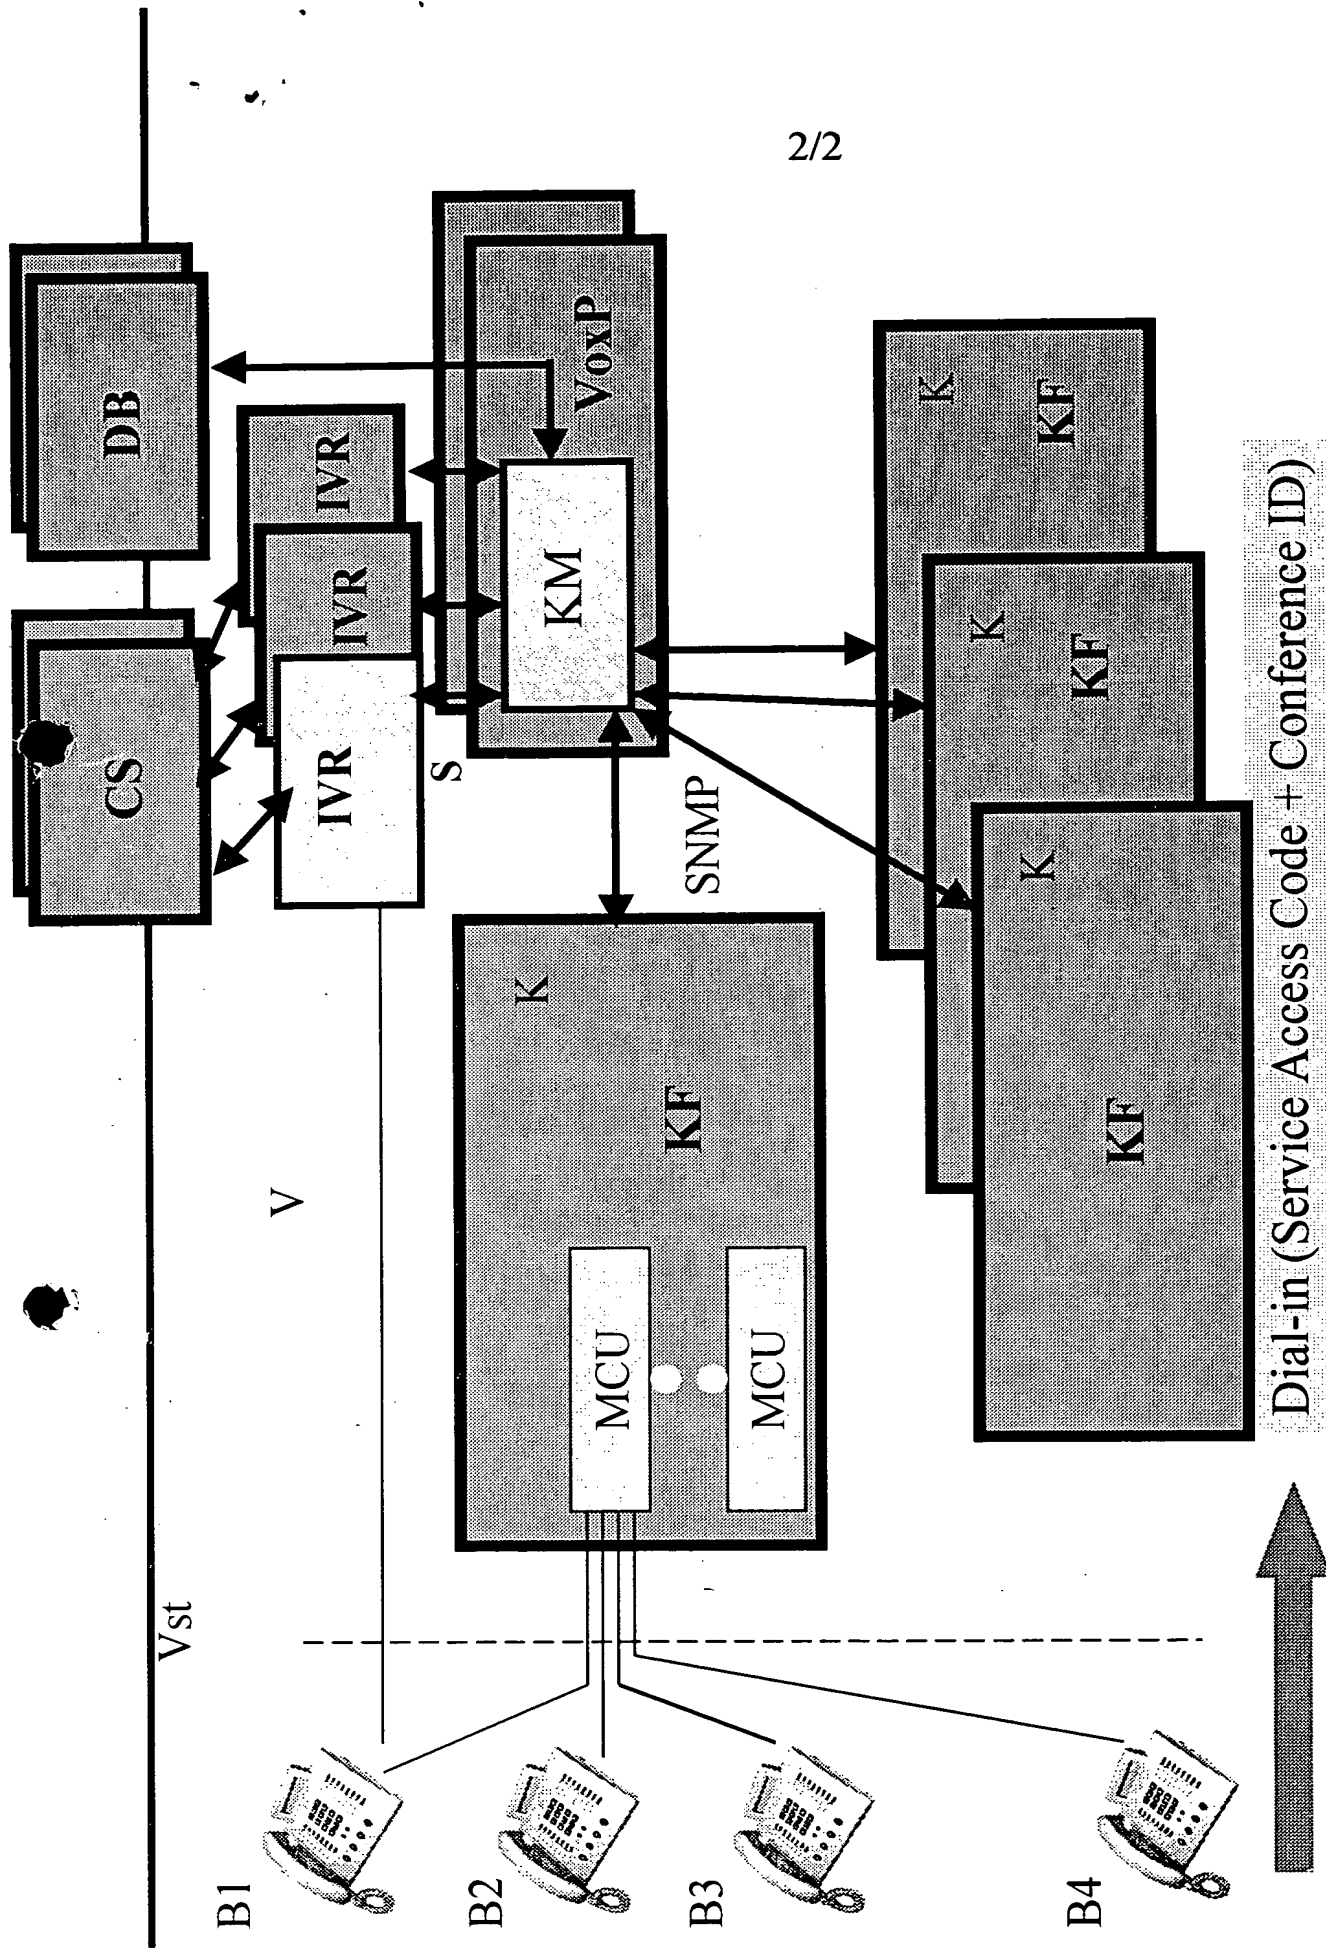 2/2
Vst
CS
DB
IVR
IVR
IVR
V
S
VoxP
KM
SNMP
K
KF
MCU
MCU
K
KF
K
KF
K
KF
B1
B2
B3
B4
Dial-in (Service Access Code + Conference ID)